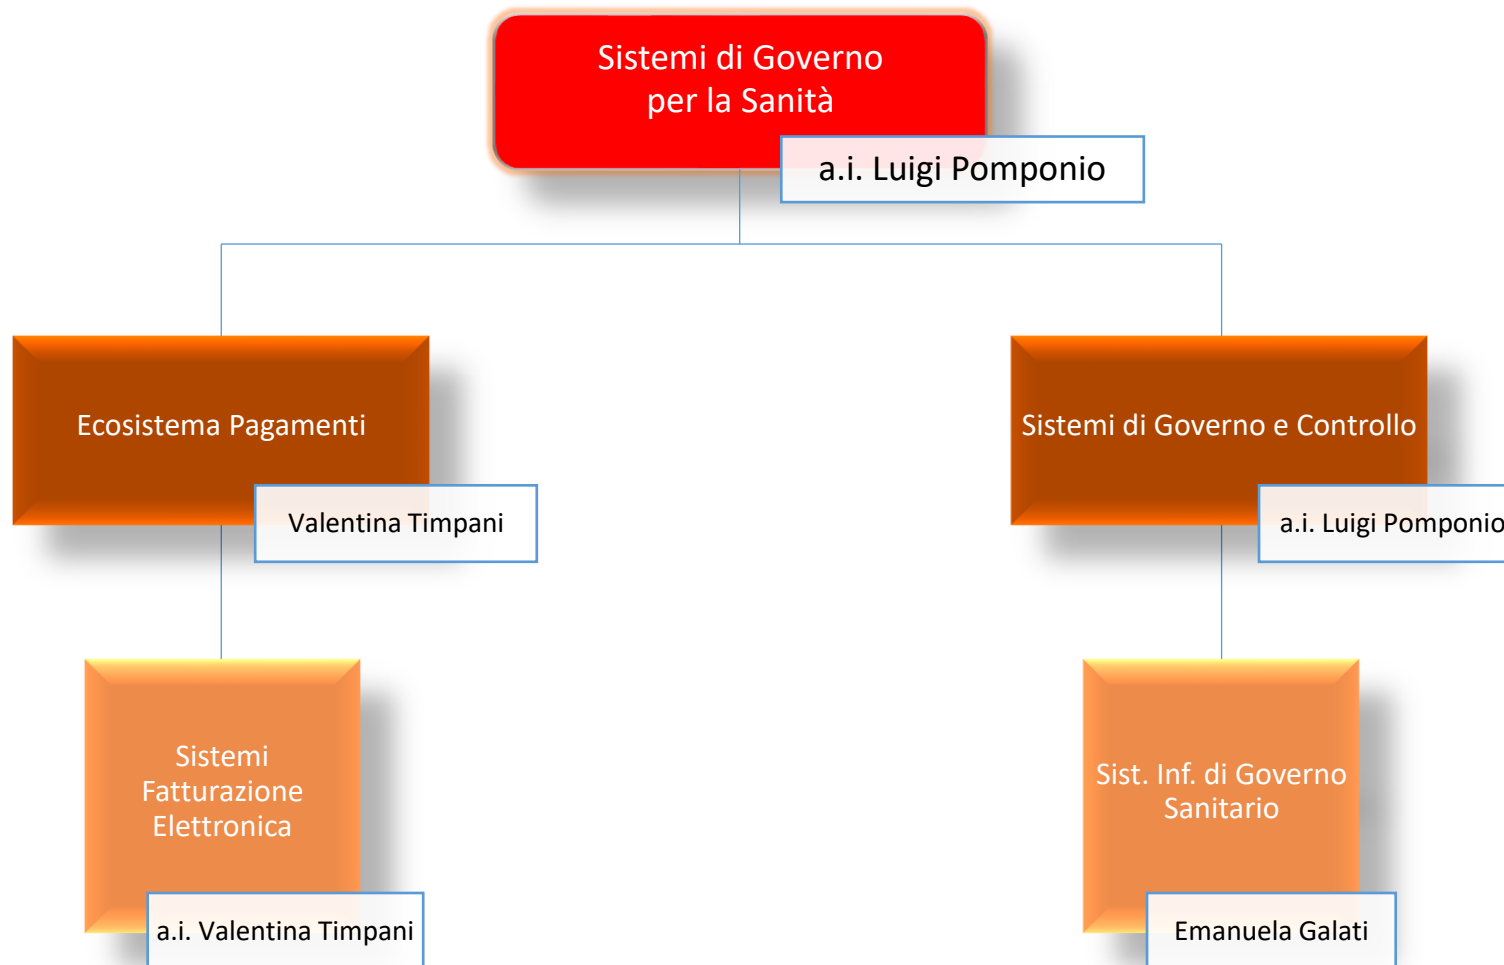 Sistemi di Governo
per la Sanità
a.i. Luigi Pomponio
Ecosistema Pagamenti
Valentina Timpani
Sistemi di Governo e Controllo
a.i. Luigi Pomponio
Sistemi
Fatturazione
Elettronica
a.i. Valentina Timpani
Sist. Inf. di Governo
Sanitario
Emanuela Galati